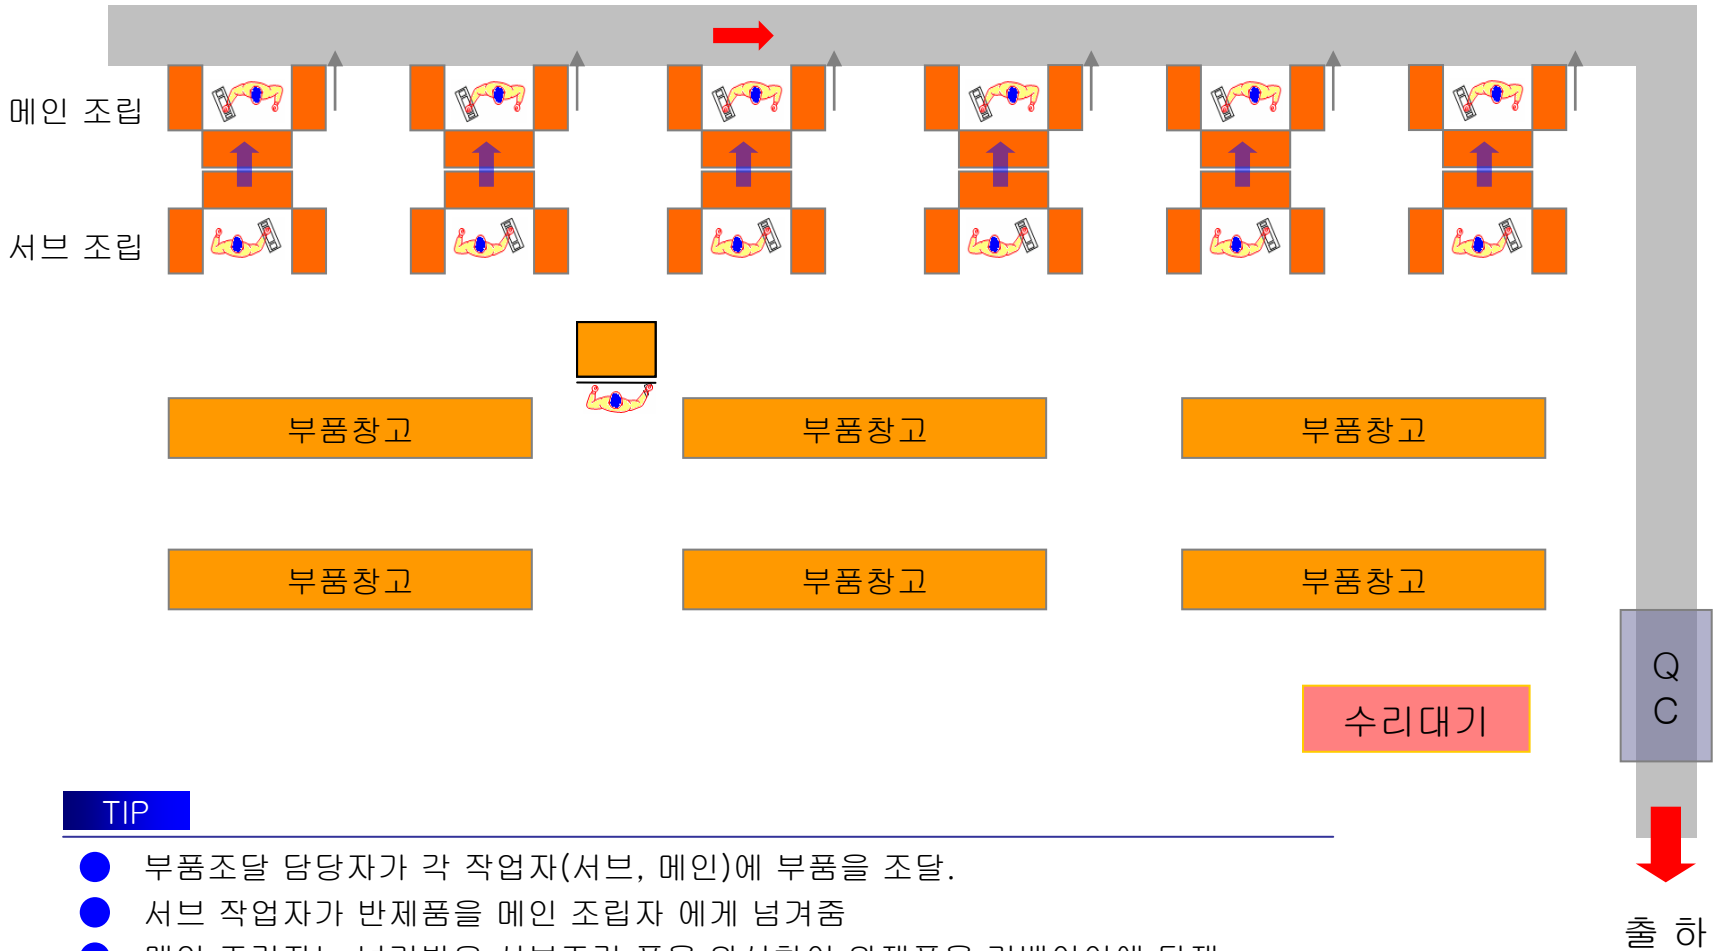 메인 조립
서브 조립
부품창고 부품창고 부품창고
부품창고 부품창고 부품창고
Q
C
수리대기
TIP
부품조달 담당자가 각 작업자(서브, 메인)에 부품을 조달.
서브 작업자가 반제품을 메인 조립자 에게 넘겨줌
출 하
메인